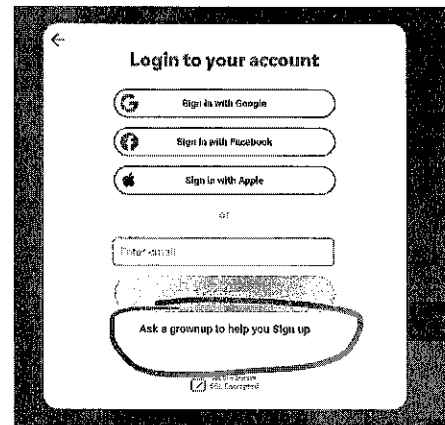 Login to your account
Sign in with Google
Sign in with Facebook
Sign in with Apple
or
Enter email
Ask a grownup to help you Sign up
SSL Encrypted